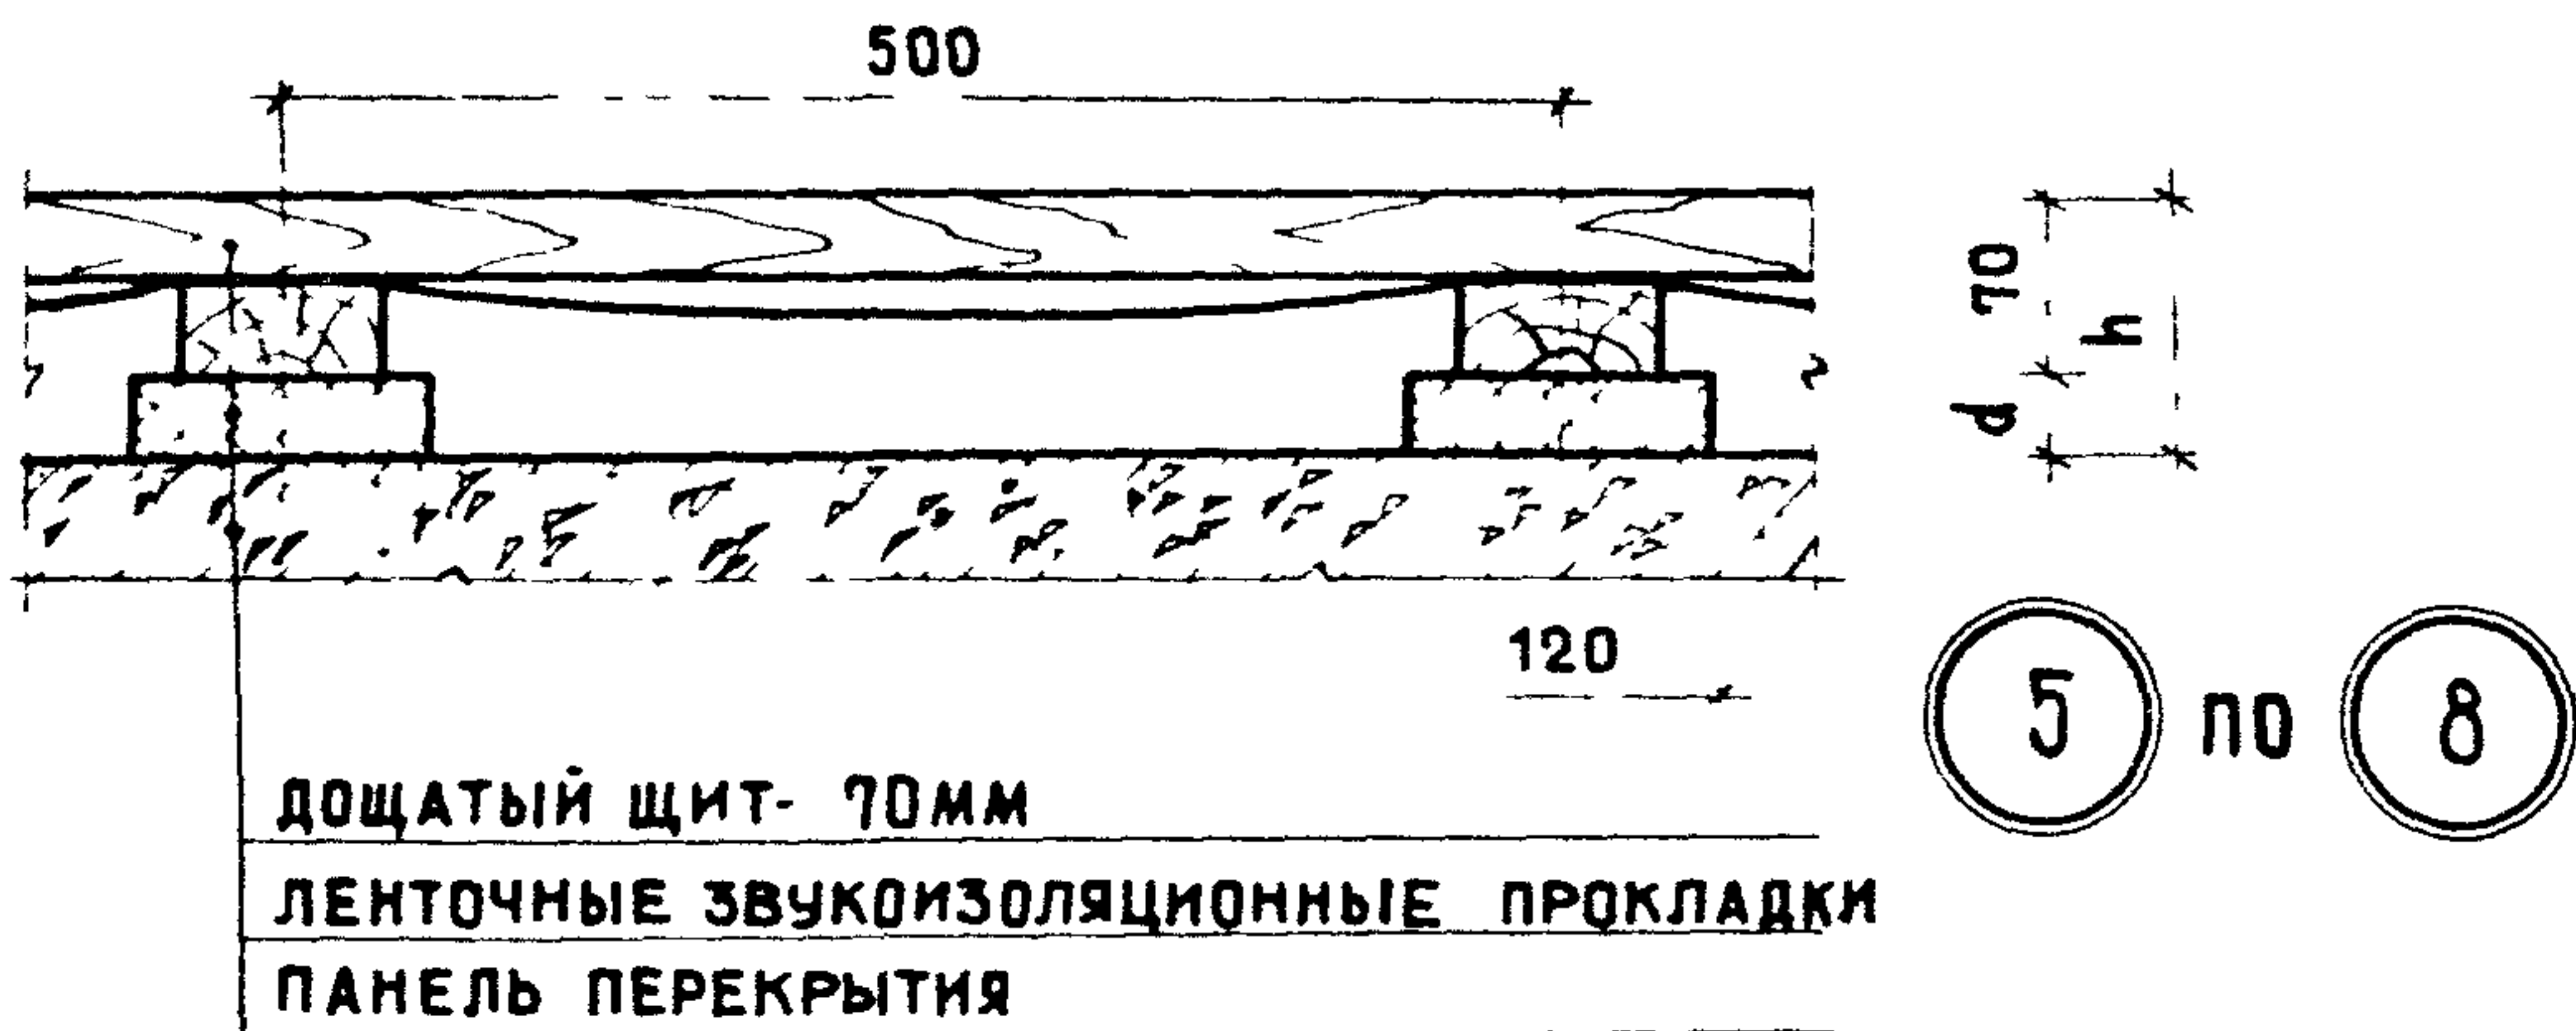 500
70
h
d
120
5 ПО 8
ДОЩАТЫЙ ЩИТ- 70ММ
ЛЕНТОЧНЫЕ ЗВУКОИЗОЛЯЦИОННЫЕ ПРОКЛАДКИ
ПАНЕЛЬ ПЕРЕКРЫТИЯ